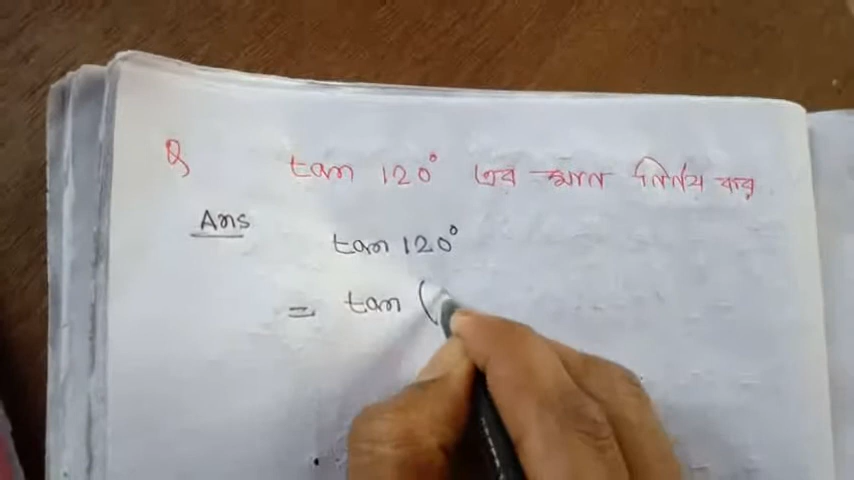 Q tan 120° এর মান নির্ণয় কর
Ans tan 120°
= tan (